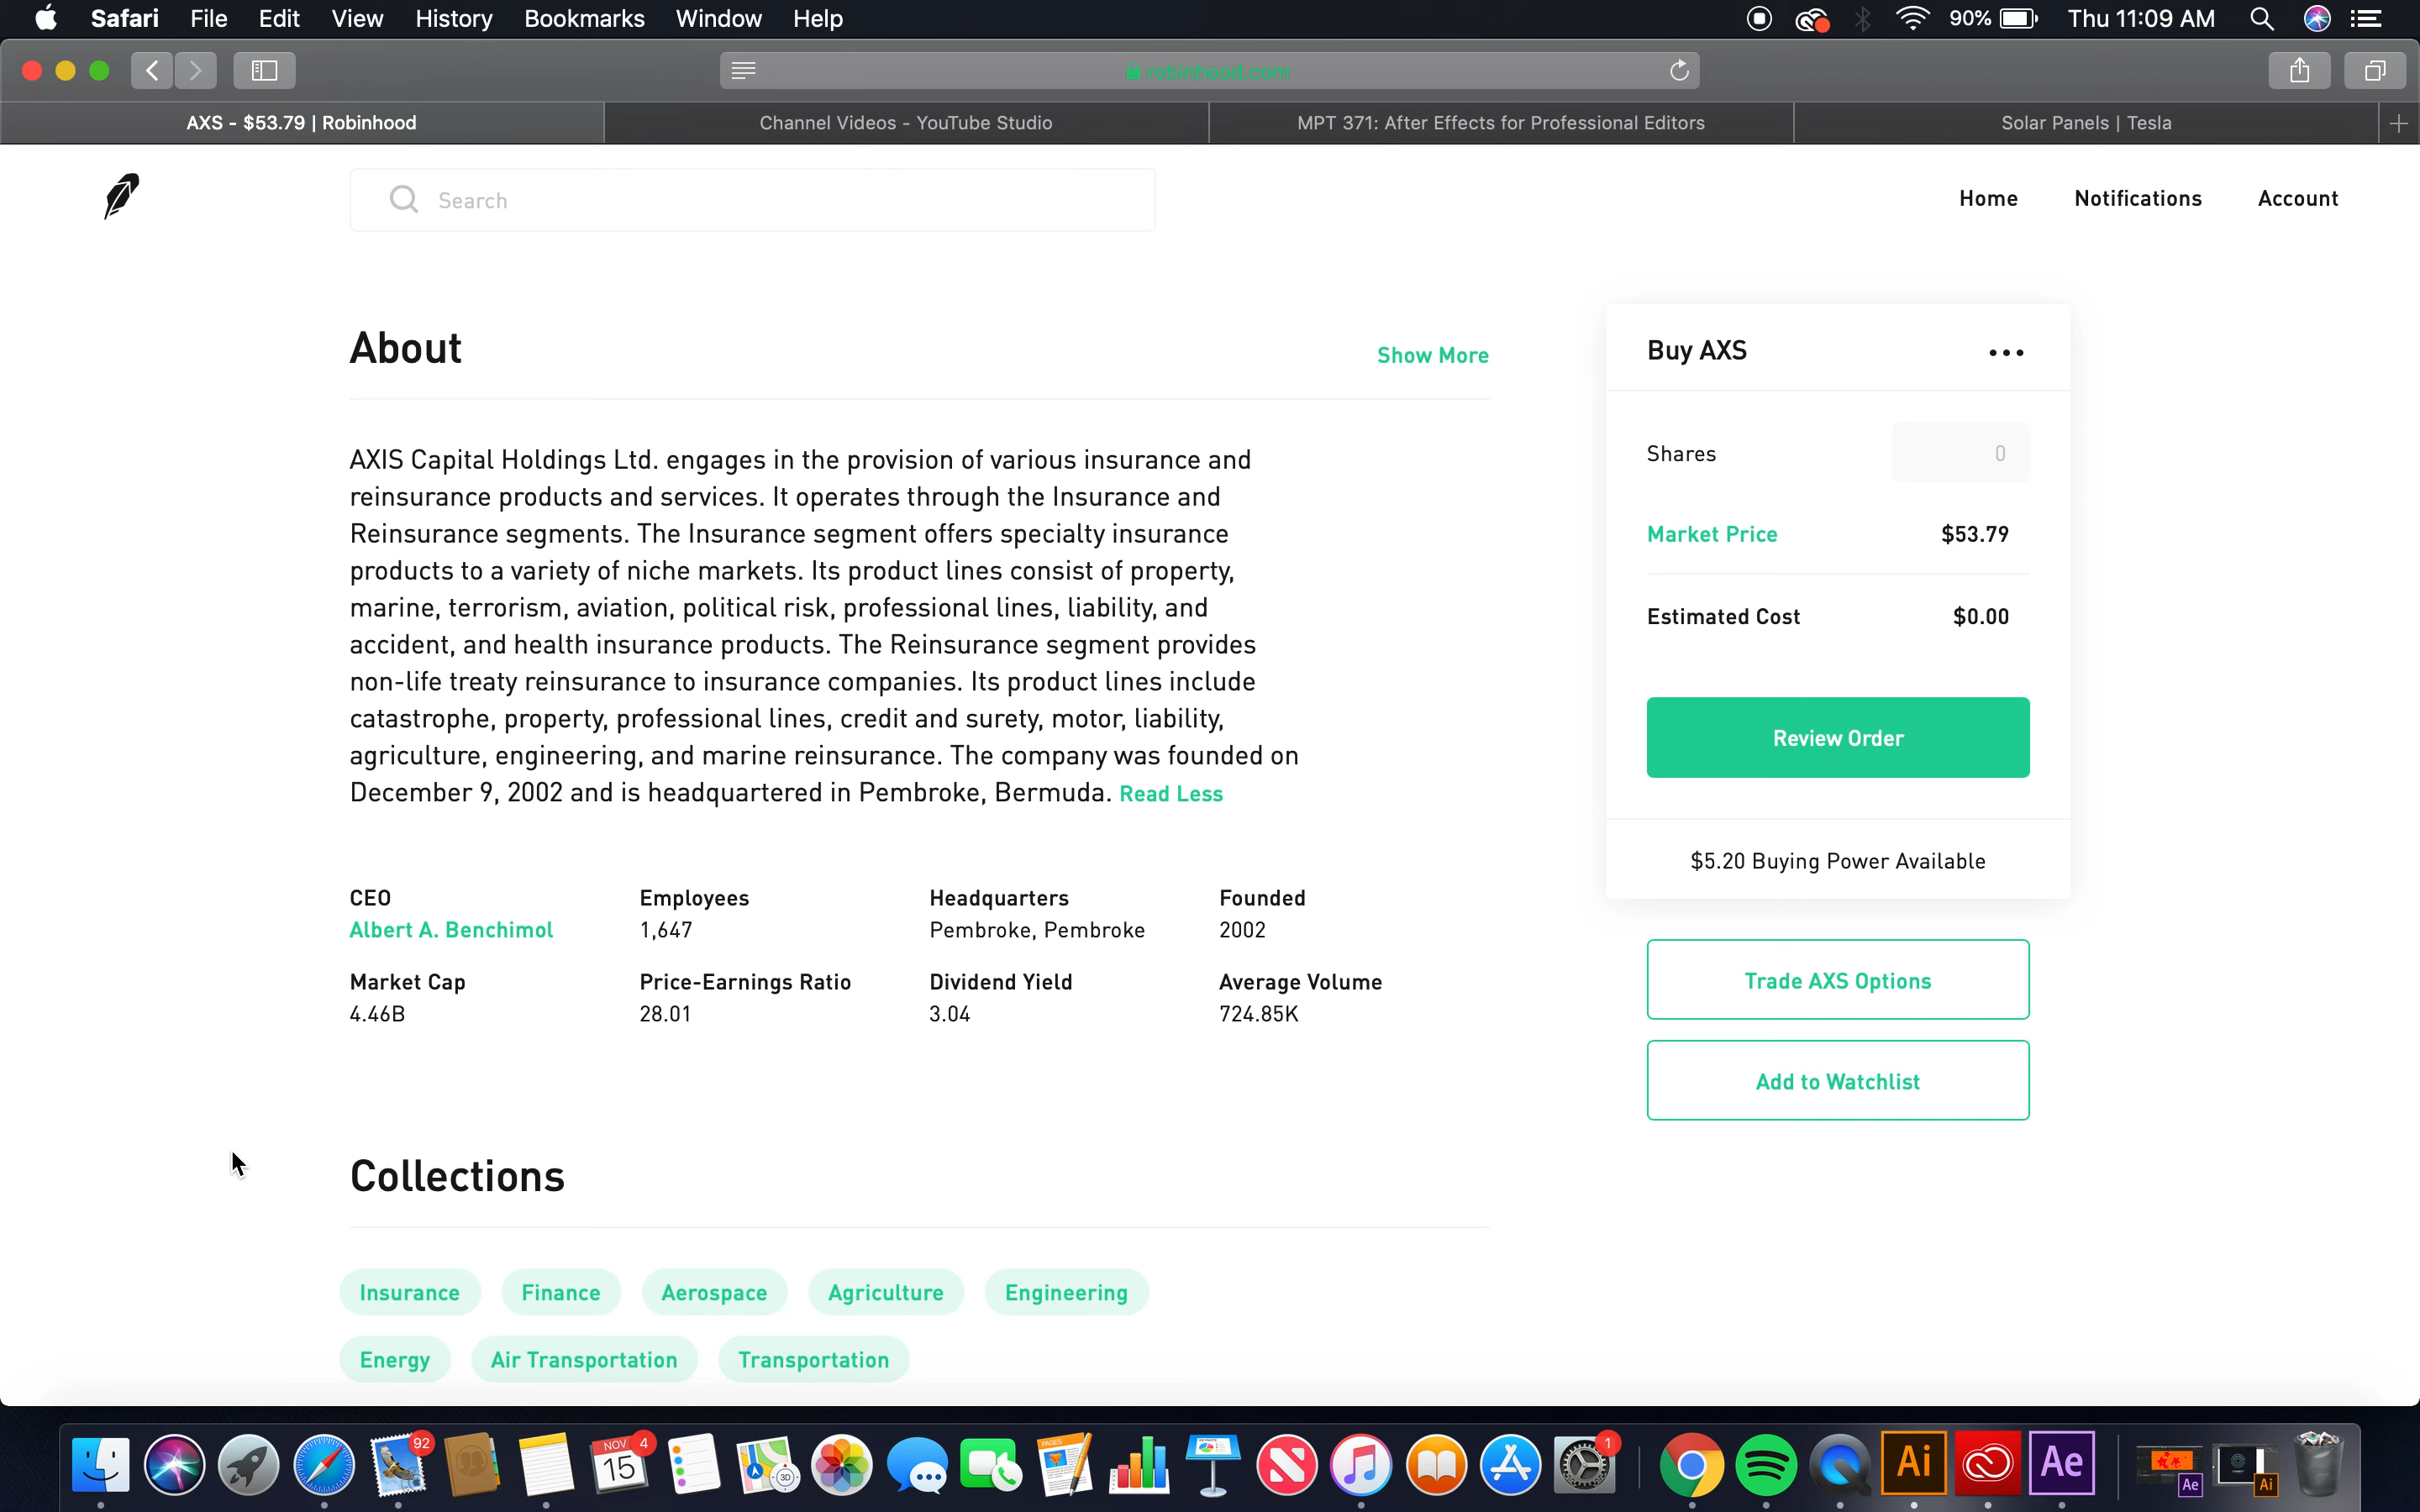 Safari File Edit View History Bookmarks Window Help 90% Thu 11:09 AM
robinhood.com
AXS - $53.79 | Robinhood Channel Videos - YouTube Studio MPT 371: After Effects for Professional Editors Solar Panels | Tesla
Search Home Notifications Account
About Show More
AXIS Capital Holdings Ltd. engages in the provision of various insurance and
reinsurance products and services. It operates through the Insurance and
Reinsurance segments. The Insurance segment offers specialty insurance
products to a variety of niche markets. Its product lines consist of property,
marine, terrorism, aviation, political risk, professional lines, liability, and
accident, and health insurance products. The Reinsurance segment provides
non-life treaty reinsurance to insurance companies. Its product lines include
catastrophe, property, professional lines, credit and surety, motor, liability,
agriculture, engineering, and marine reinsurance. The company was founded on
December 9, 2002 and is headquartered in Pembroke, Bermuda. Read Less
CEO Employees Headquarters Founded
Albert A. Benchimol 1,647 Pembroke, Pembroke 2002
Market Cap Price-Earnings Ratio Dividend Yield Average Volume
4.46B 28.01 3.04 724.85K
Buy AXS
Shares 0
Market Price $53.79
Estimated Cost $0.00
Review Order
$5.20 Buying Power Available
Trade AXS Options
Add to Watchlist
Collections
Insurance Finance Aerospace Agriculture Engineering
Energy Air Transportation Transportation
92 NOV 4 15 3D PAGES 1 Ai Ae Ae Ai